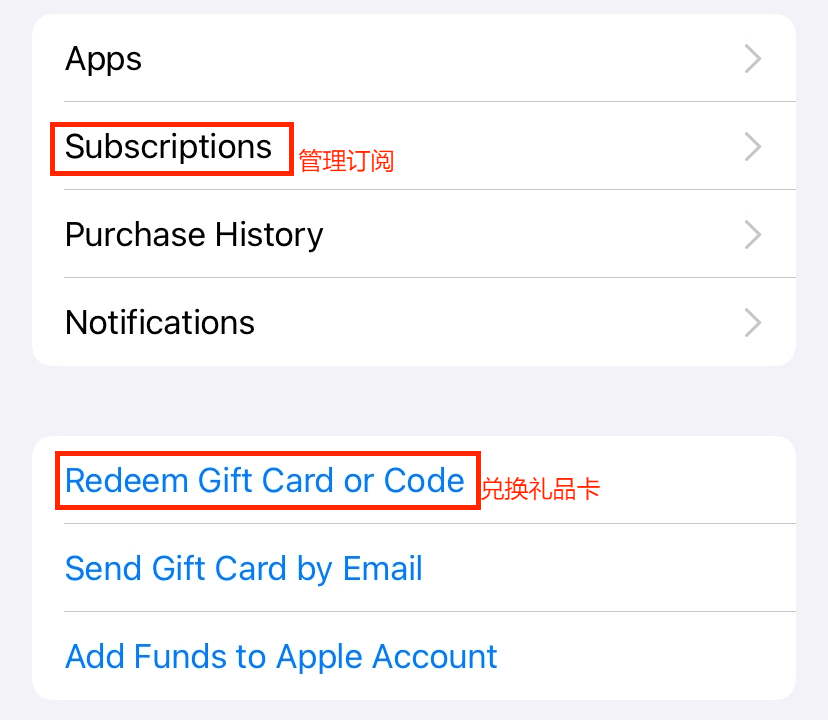 Apps
Subscriptions 管理订阅
Purchase History
Notifications
Redeem Gift Card or Code 兑换礼品卡
Send Gift Card by Email
Add Funds to Apple Account